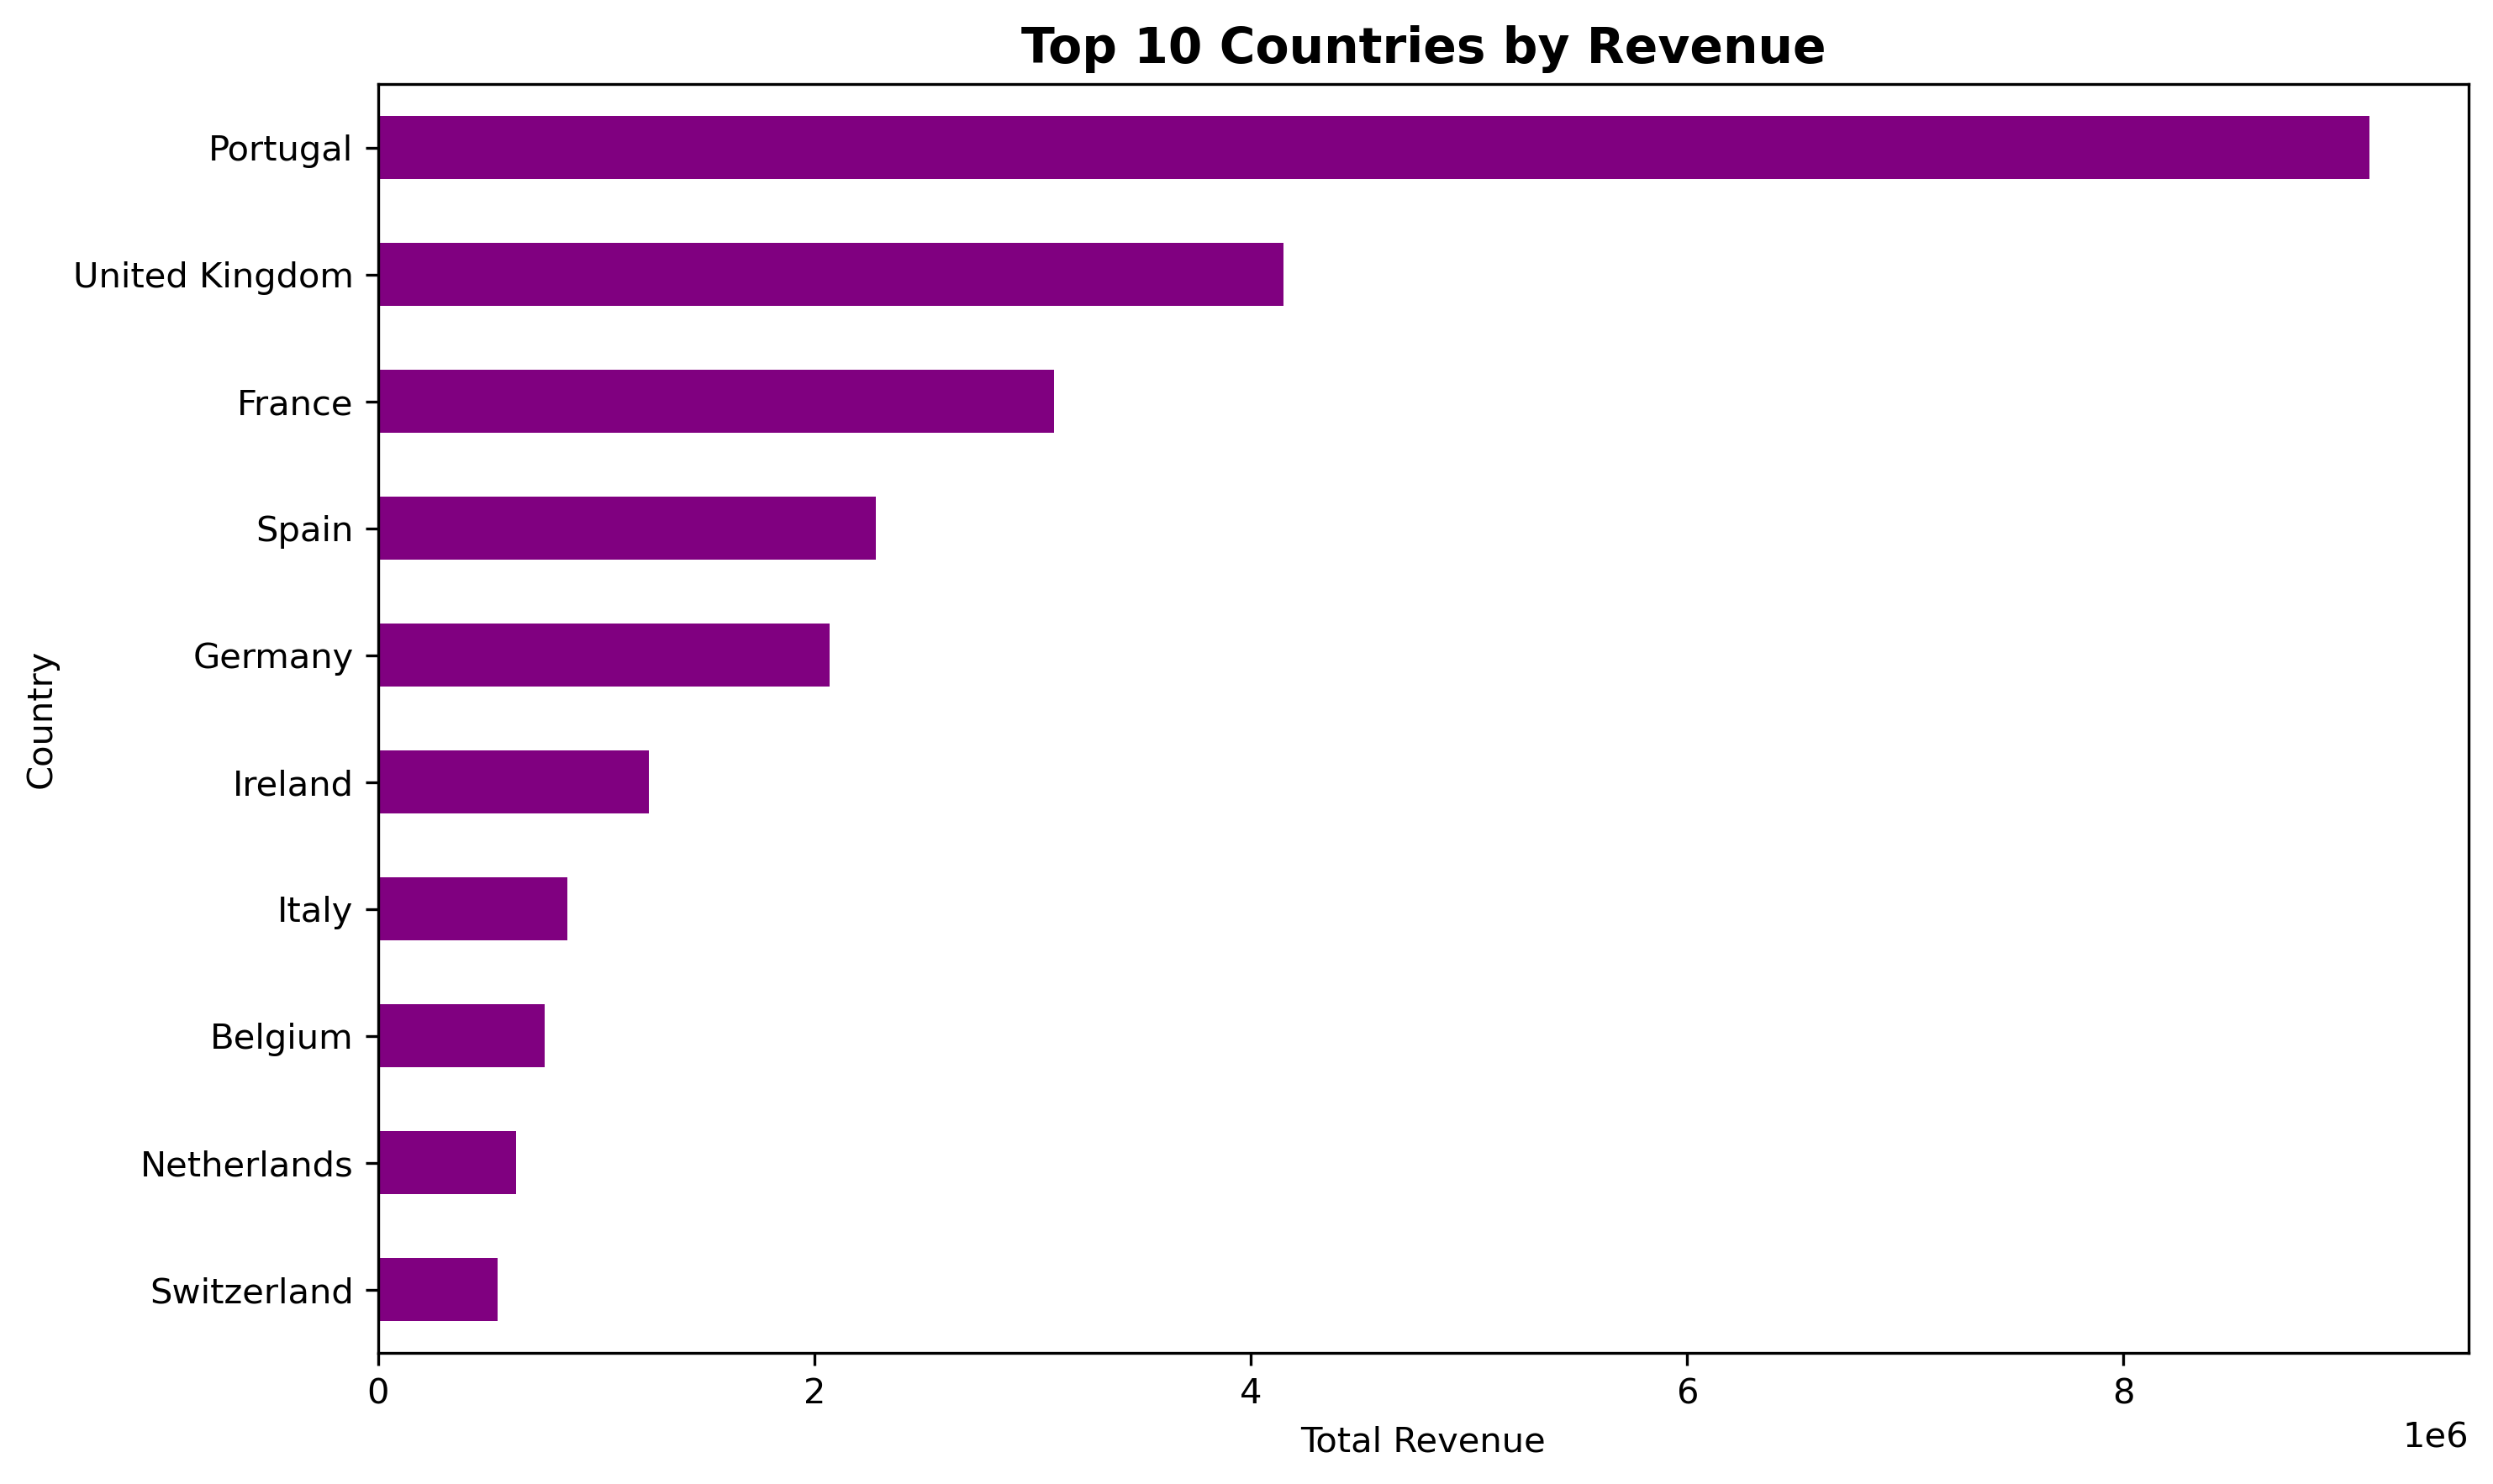 Top 10 Countries by Revenue
Portugal
United Kingdom
France
Spain
Germany
Ireland
Italy
Belgium
Netherlands
Switzerland
Country
0 2 4 6 8
1e6
Total Revenue